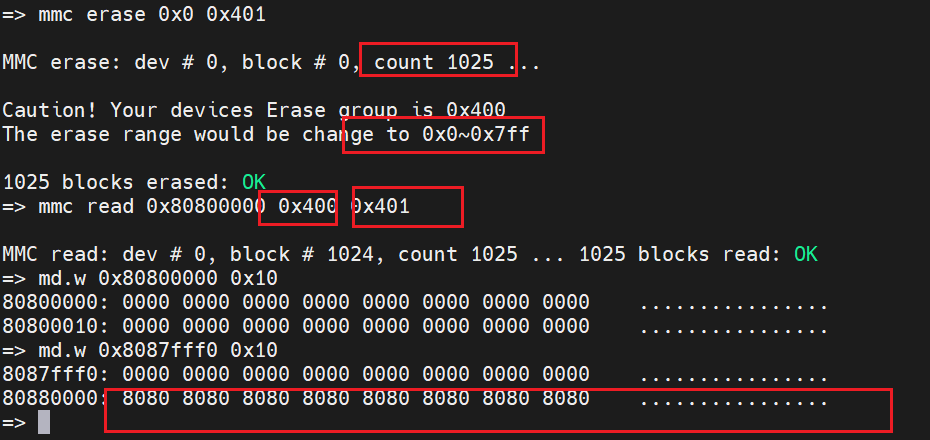 => mmc erase 0x0 0x401
MMC erase: dev # 0, block # 0, count 1025 ...
Caution! Your devices Erase group is 0x400
The erase range would be change to 0x0~0x7ff
1025 blocks erased: OK
=> mmc read 0x80800000 0x400 0x401
MMC read: dev # 0, block # 1024, count 1025 ... 1025 blocks read: OK
=> md.w 0x80800000 0x10
80800000: 0000 0000 0000 0000 0000 0000 0000 0000    ................
80800010: 0000 0000 0000 0000 0000 0000 0000 0000    ................
=> md.w 0x8087fff0 0x10
8087fff0: 0000 0000 0000 0000 0000 0000 0000 0000    ................
80880000: 8080 8080 8080 8080 8080 8080 8080 8080    ................
=>